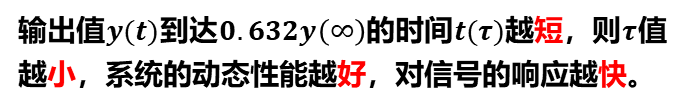 输出值y(t)到达0.632y(∞)的时间t(τ)越短，则τ值
越小，系统的动态性能越好，对信号的响应越快。